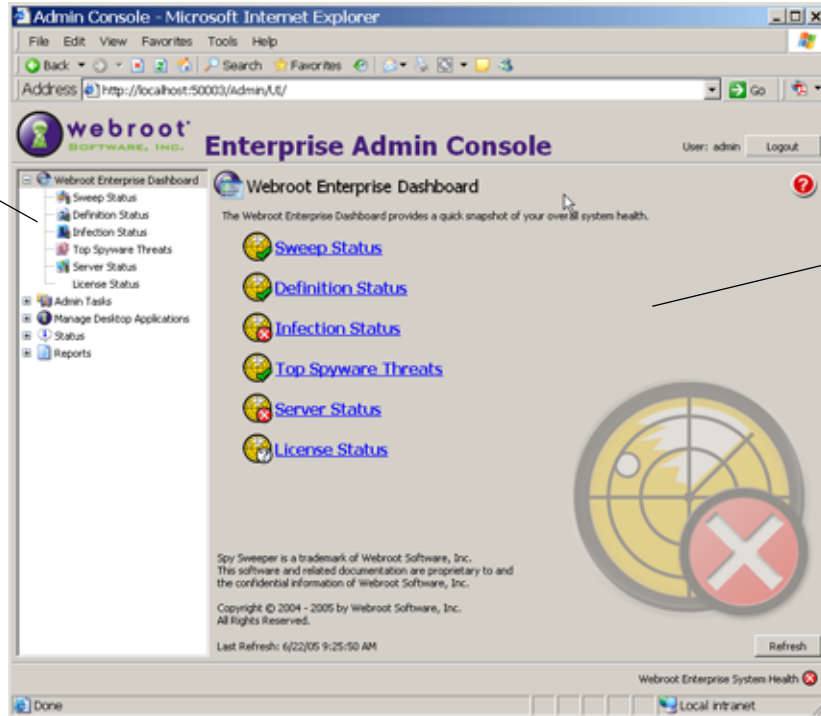 Admin Console - Microsoft Internet Explorer
File Edit View Favorites Tools Help
Back Search Favorites
Address http://localhost:50003/Admin/UI/ Go
webroot
SOFTWARE, INC.
Enterprise Admin Console
User: admin Logout
Webroot Enterprise Dashboard
Sweep Status
Definition Status
Infection Status
Top Spyware Threats
Server Status
License Status
Admin Tasks
Manage Desktop Applications
Status
Reports
Webroot Enterprise Dashboard
The Webroot Enterprise Dashboard provides a quick snapshot of your overall system health.
Sweep Status
Definition Status
Infection Status
Top Spyware Threats
Server Status
License Status
Spy Sweeper is a trademark of Webroot Software, Inc.
This software and related documentation are proprietary to and
the confidential information of Webroot Software, Inc.
Copyright © 2004 - 2005 by Webroot Software, Inc.
All Rights Reserved.
Last Refresh: 6/22/05 9:25:50 AM
Refresh
Webroot Enterprise System Health
Done
Local intranet